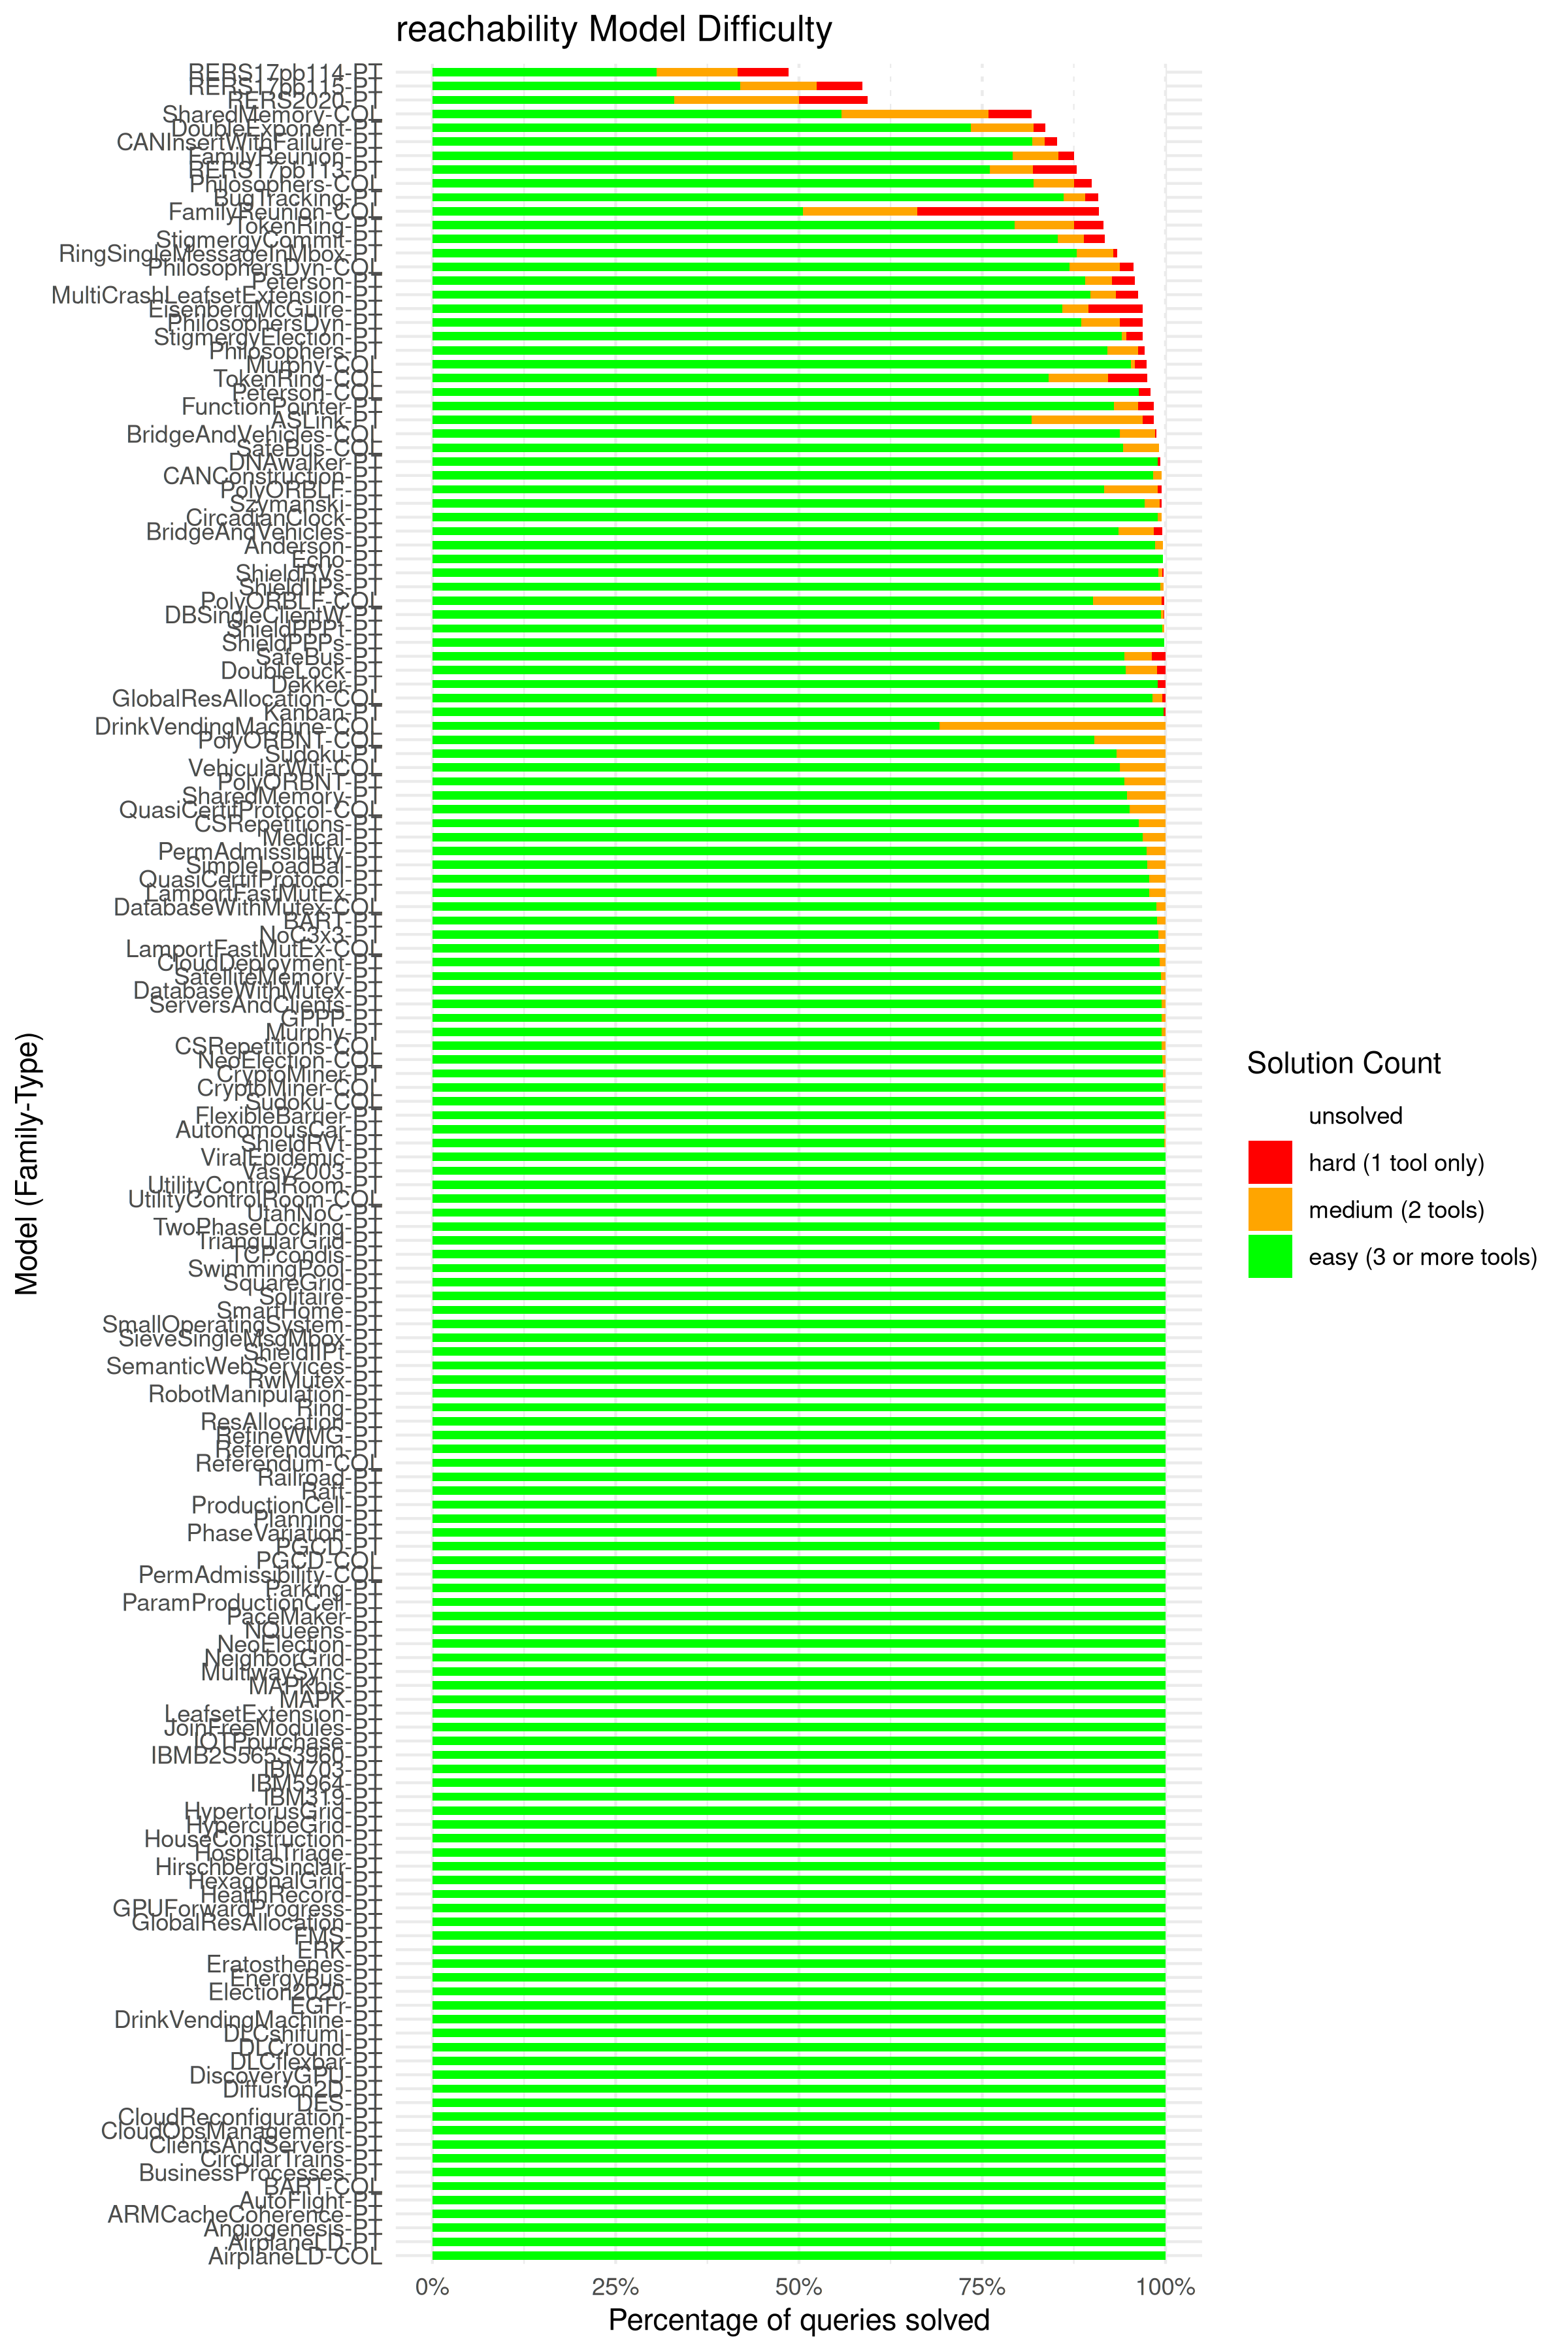 reachability Model Difficulty
RERS17pb114-PT
RERS17pb115-PT
RERS2020-PT
SharedMemory-COL
DoubleExponent-PT
CANInsertWithFailure-PT
FamilyReunion-PT
RERS17pb113-PT
Philosophers-COL
BugTracking-PT
FamilyReunion-COL
TokenRing-PT
StigmergyCommit-PT
RingSingleMessageInMbox-PT
PhilosophersDyn-COL
Peterson-PT
MultiCrashLeafsetExtension-PT
EisenbergMcGuire-PT
PhilosophersDyn-PT
StigmergyElection-PT
Philosophers-PT
Murphy-COL
TokenRing-COL
Peterson-COL
FunctionPointer-PT
ASLink-PT
BridgeAndVehicles-COL
SafeBus-COL
DNAwalker-PT
CANConstruction-PT
PolyORBLF-PT
Szymanski-PT
CircadianClock-PT
BridgeAndVehicles-PT
Anderson-PT
Echo-PT
ShieldRVs-PT
ShieldIIPs-PT
PolyORBLF-COL
DBSingleClientW-PT
ShieldPPPt-PT
ShieldPPPs-PT
SafeBus-PT
DoubleLock-PT
Dekker-PT
GlobalResAllocation-COL
Kanban-PT
DrinkVendingMachine-COL
PolyORBNT-COL
Sudoku-PT
VehicularWifi-COL
PolyORBNT-PT
SharedMemory-PT
QuasiCertifProtocol-COL
CSRepetitions-PT
Medical-PT
PermAdmissibility-PT
SimpleLoadBal-PT
QuasiCertifProtocol-PT
LamportFastMutEx-PT
DatabaseWithMutex-COL
BART-PT
NoC3x3-PT
LamportFastMutEx-COL
CloudDeployment-PT
SatelliteMemory-PT
DatabaseWithMutex-PT
ServersAndClients-PT
GPPP-PT
Murphy-PT
CSRepetitions-COL
NeoElection-COL
CryptoMiner-PT
CryptoMiner-COL
Sudoku-COL
FlexibleBarrier-PT
AutonomousCar-PT
ShieldRVt-PT
ViralEpidemic-PT
Vasy2003-PT
UtilityControlRoom-PT
UtilityControlRoom-COL
UtahNoC-PT
TwoPhaseLocking-PT
TriangularGrid-PT
TCPcondis-PT
SwimmingPool-PT
SquareGrid-PT
Solitaire-PT
SmartHome-PT
SmallOperatingSystem-PT
SieveSingleMsgMbox-PT
ShieldIIPt-PT
SemanticWebServices-PT
RwMutex-PT
RobotManipulation-PT
Ring-PT
ResAllocation-PT
RefineWMG-PT
Referendum-PT
Referendum-COL
Railroad-PT
Raft-PT
ProductionCell-PT
Planning-PT
PhaseVariation-PT
PGCD-PT
PGCD-COL
PermAdmissibility-COL
Parking-PT
ParamProductionCell-PT
PaceMaker-PT
NQueens-PT
NeoElection-PT
NeighborGrid-PT
MultiwaySync-PT
MAPKbis-PT
MAPK-PT
LeafsetExtension-PT
JoinFreeModules-PT
IOTPpurchase-PT
IBMB2S565S3960-PT
IBM703-PT
IBM5964-PT
IBM319-PT
HypertorusGrid-PT
HypercubeGrid-PT
HouseConstruction-PT
HospitalTriage-PT
HirschbergSinclair-PT
HexagonalGrid-PT
HealthRecord-PT
GPUForwardProgress-PT
GlobalResAllocation-PT
FMS-PT
ERK-PT
Eratosthenes-PT
EnergyBus-PT
Election2020-PT
EGFr-PT
DrinkVendingMachine-PT
DLCshifumi-PT
DLCround-PT
DLCflexbar-PT
DiscoveryGPU-PT
Diffusion2D-PT
DES-PT
CloudReconfiguration-PT
CloudOpsManagement-PT
ClientsAndServers-PT
CircularTrains-PT
BusinessProcesses-PT
BART-COL
AutoFlight-PT
ARMCacheCoherence-PT
Angiogenesis-PT
AirplaneLD-PT
AirplaneLD-COL
0% 25% 50% 75% 100%
Percentage of queries solved
Model (Family-Type)
Solution Count
unsolved
hard (1 tool only)
medium (2 tools)
easy (3 or more tools)